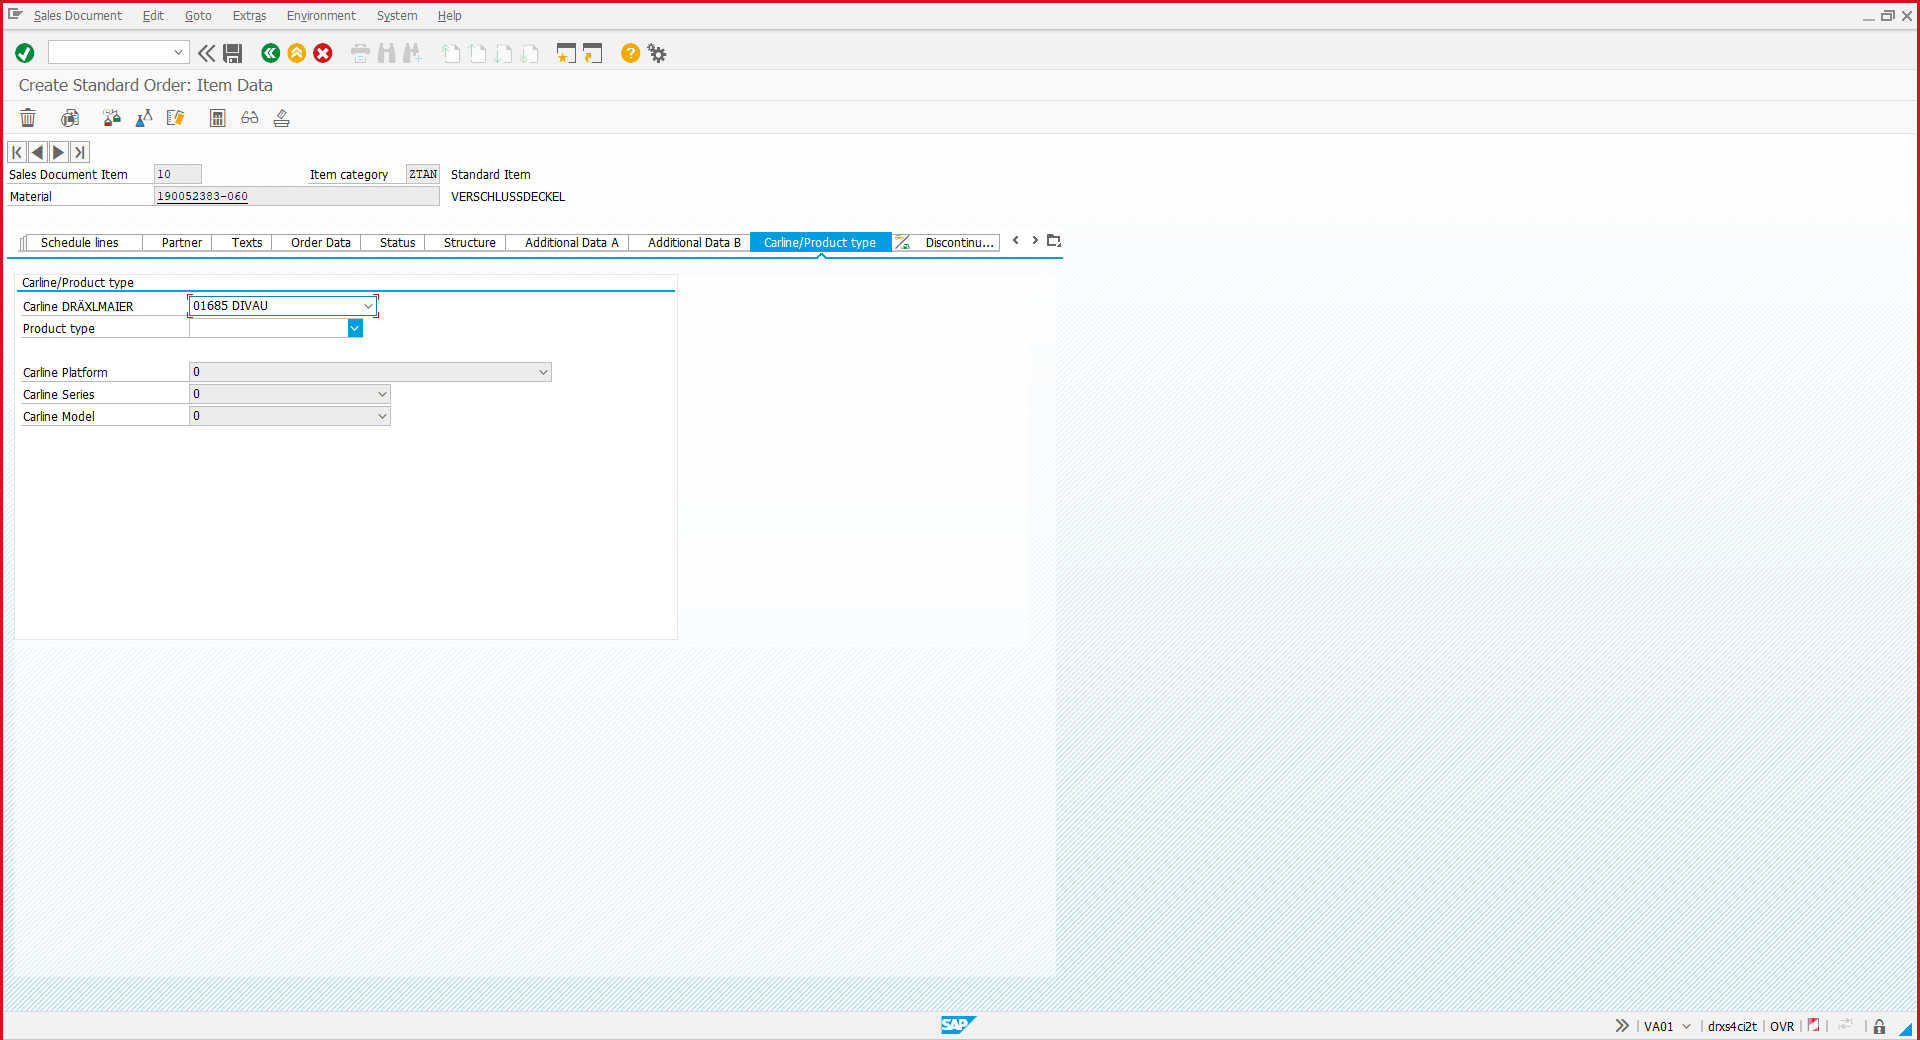 Sales Document Edit Goto Extras Environment System Help
Create Standard Order: Item Data
Sales Document Item 10 Item category ZTAN Standard Item
Material 190052383-060 VERSCHLUSSDECKEL
Schedule lines Partner Texts Order Data Status Structure Additional Data A Additional Data B Carline/Product type Discontinu...
Carline/Product type
Carline DRÄXLMAIER 01685 DIVAU
Product type
Carline Platform 0
Carline Series 0
Carline Model 0
SAP VA01 drxs4ci2t OVR